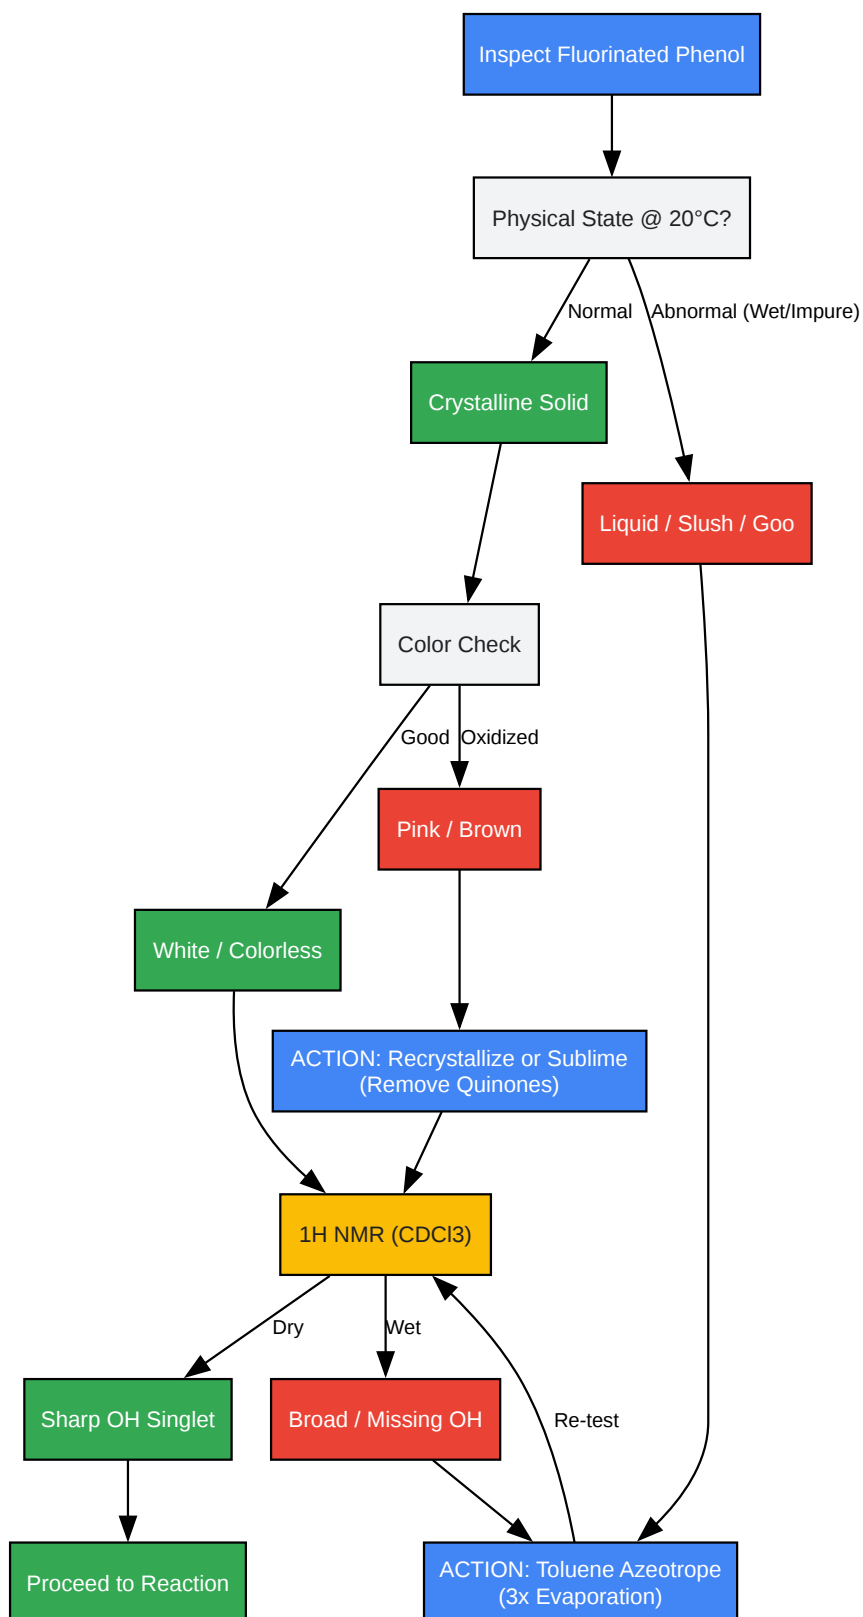 Inspect Fluorinated Phenol
Physical State @ 20°C?
Normal
Abnormal (Wet/Impure)
Crystalline Solid
Liquid / Slush / Goo
Color Check
Good
Oxidized
Pink / Brown
White / Colorless
ACTION: Recrystallize or Sublime
(Remove Quinones)
1H NMR (CDCl3)
Dry
Wet
Sharp OH Singlet
Broad / Missing OH
Re-test
Proceed to Reaction
ACTION: Toluene Azeotrope
(3x Evaporation)